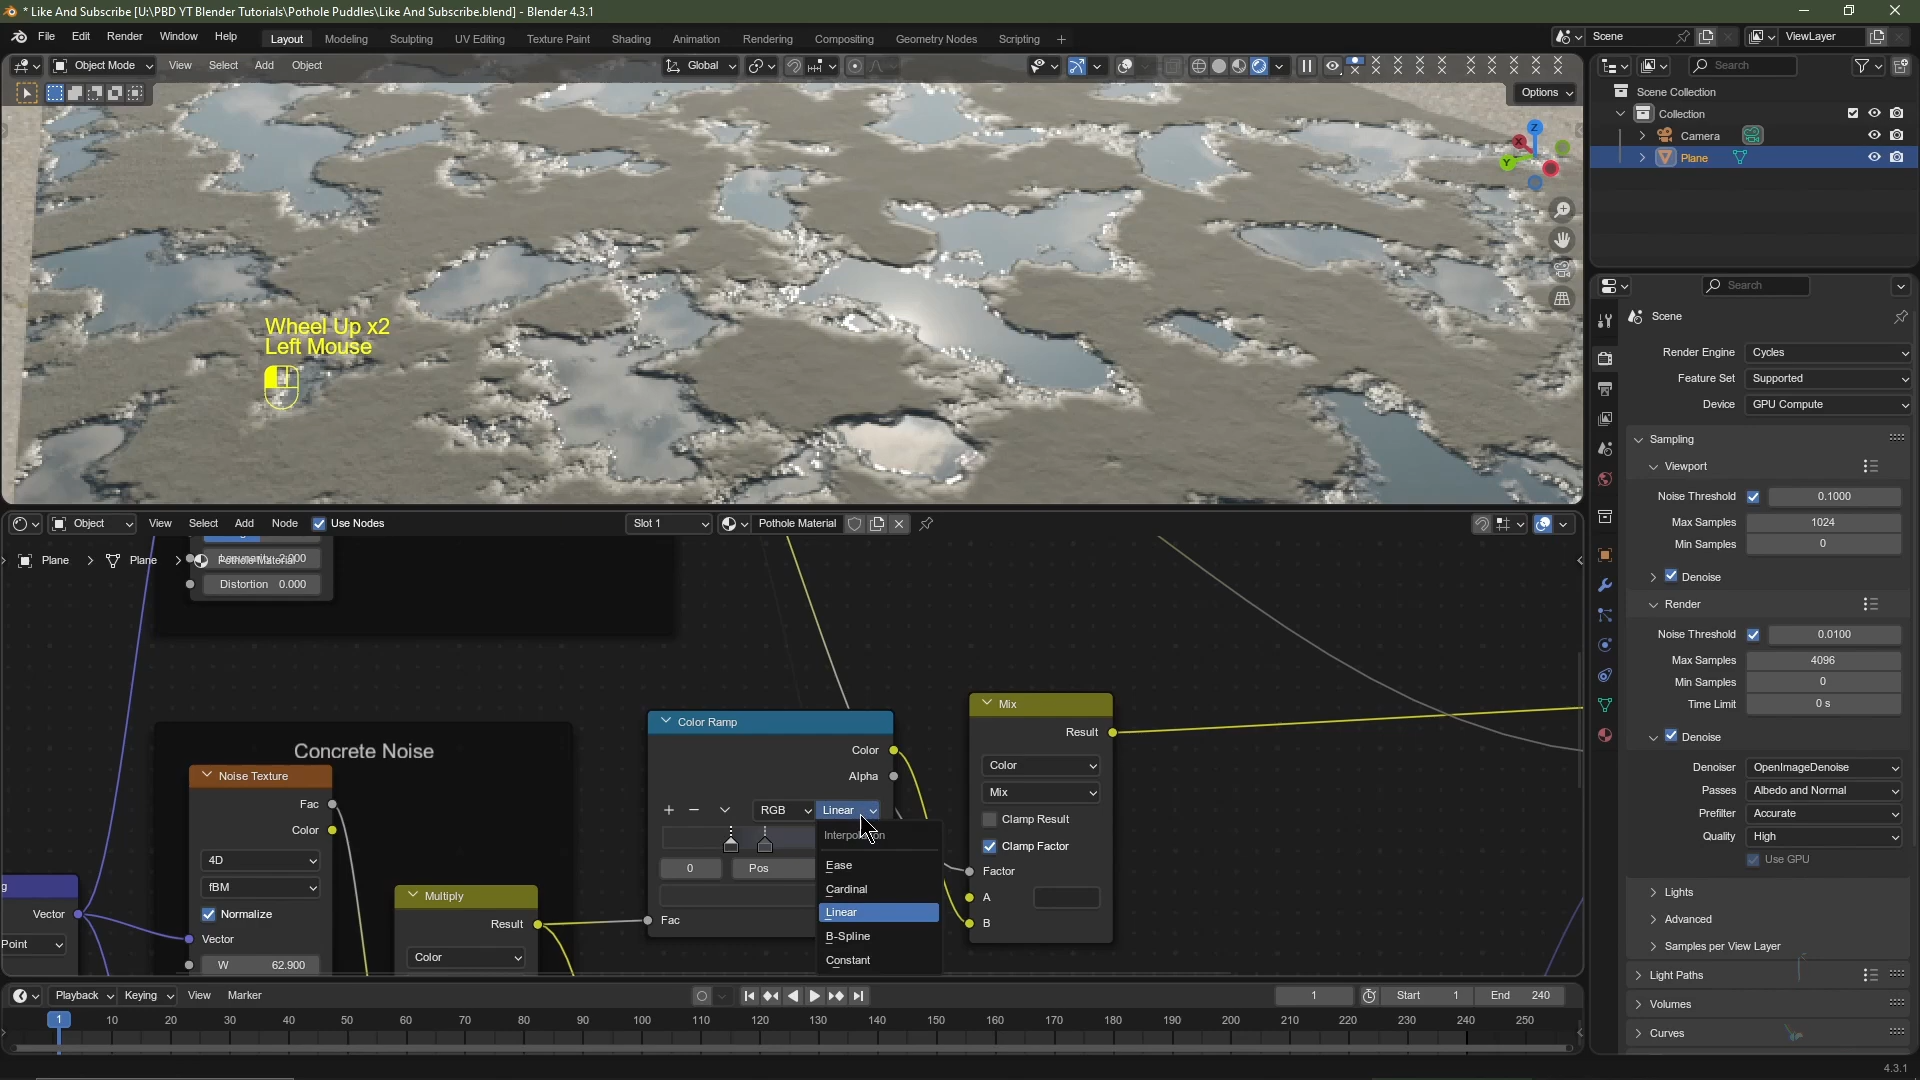 * Like And Subscribe [U:\PBD YT Blender Tutorials\Pothole Puddles\Like And Subscribe.blend] - Blender 4.3.1
File Edit Render Window Help Layout Modeling Sculpting UV Editing Texture Paint Shading Animation Rendering Compositing Geometry Nodes Scripting + Scene ViewLayer
Object Mode View Select Add Object Global Search
Options
Scene Collection
Collection
Camera
Plane
Wheel Up x2
Left Mouse
Z
X
Y
Search
Scene
Render Engine Cycles
Feature Set Supported
Device GPU Compute
Sampling
Viewport
Noise Threshold 0.1000
Max Samples 1024
Min Samples 0
Denoise
Render
Noise Threshold 0.0100
Max Samples 4096
Min Samples 0
Time Limit 0 s
Denoise
Denoiser OpenImageDenoise
Passes Albedo and Normal
Prefilter Accurate
Quality High
Use GPU
Lights
Advanced
Samples per View Layer
Light Paths
Volumes
Curves
Object View Select Add Node Use Nodes Slot 1 Pothole Material
Plane > Plane > Pothole Material
Lacunarity 2.000
Distortion 0.000
Concrete Noise
Noise Texture
Fac
Color
4D
fBM
Normalize
Vector
W 62.900
Vector
Point
Multiply
Result
Color
Color Ramp
Color
Alpha
RGB Linear
0 Pos
Fac
Interpolation
Ease
Cardinal
Linear
B-Spline
Constant
Mix
Result
Color
Mix
Clamp Result
Clamp Factor
Factor
A
B
Playback Keying View Marker 1 Start 1 End 240
1 10 20 30 40 50 60 70 80 90 100 110 120 130 140 150 160 170 180 190 200 210 220 230 240 250
4.3.1